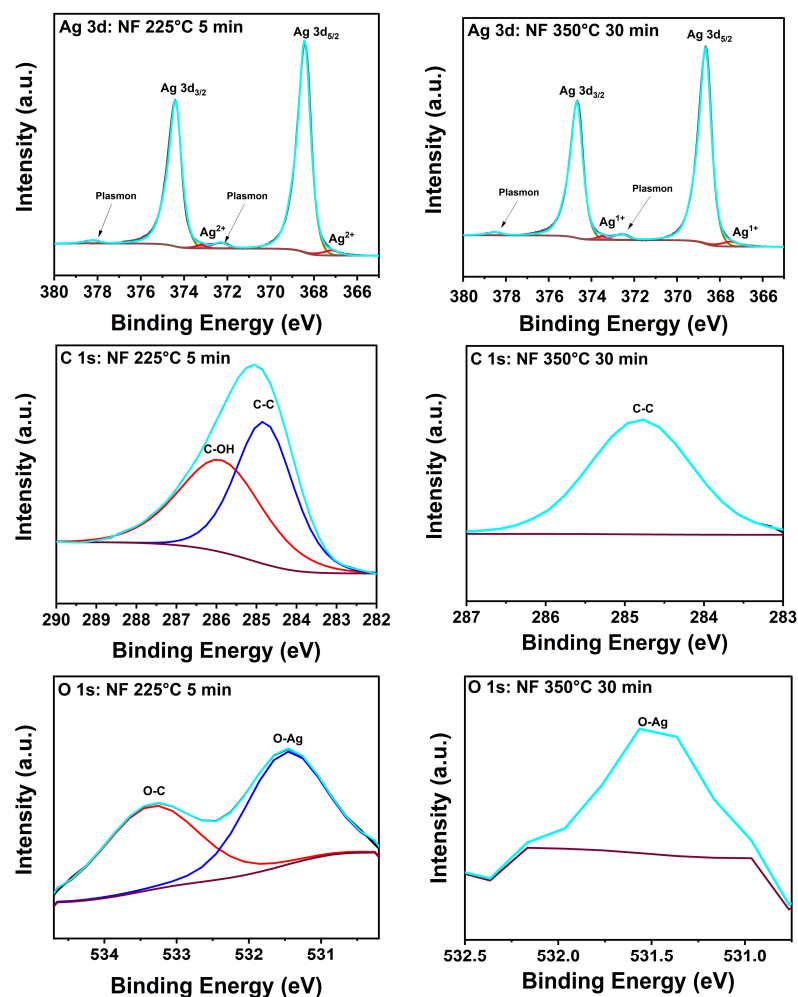 Ag 3d: NF 225°C 5 min
Ag 3d5/2
Ag 3d3/2
Plasmon
Plasmon
Ag2+
Ag2+
Intensity (a.u.)
380 378 376 374 372 370 368 366
Binding Energy (eV)
Ag 3d: NF 350°C 30 min
Ag 3d5/2
Ag 3d3/2
Plasmon
Plasmon
Ag1+
Ag1+
Intensity (a.u.)
380 378 376 374 372 370 368 366
Binding Energy (eV)
C 1s: NF 225°C 5 min
C-C
C-OH
Intensity (a.u.)
290 289 288 287 286 285 284 283 282
Binding Energy (eV)
C 1s: NF 350°C 30 min
C-C
Intensity (a.u.)
287 286 285 284 283
Binding Energy (eV)
O 1s: NF 225°C 5 min
O-Ag
O-C
Intensity (a.u.)
534 533 532 531
Binding Energy (eV)
O 1s: NF 350°C 30 min
O-Ag
Intensity (a.u.)
532.5 532.0 531.5 531.0
Binding Energy (eV)